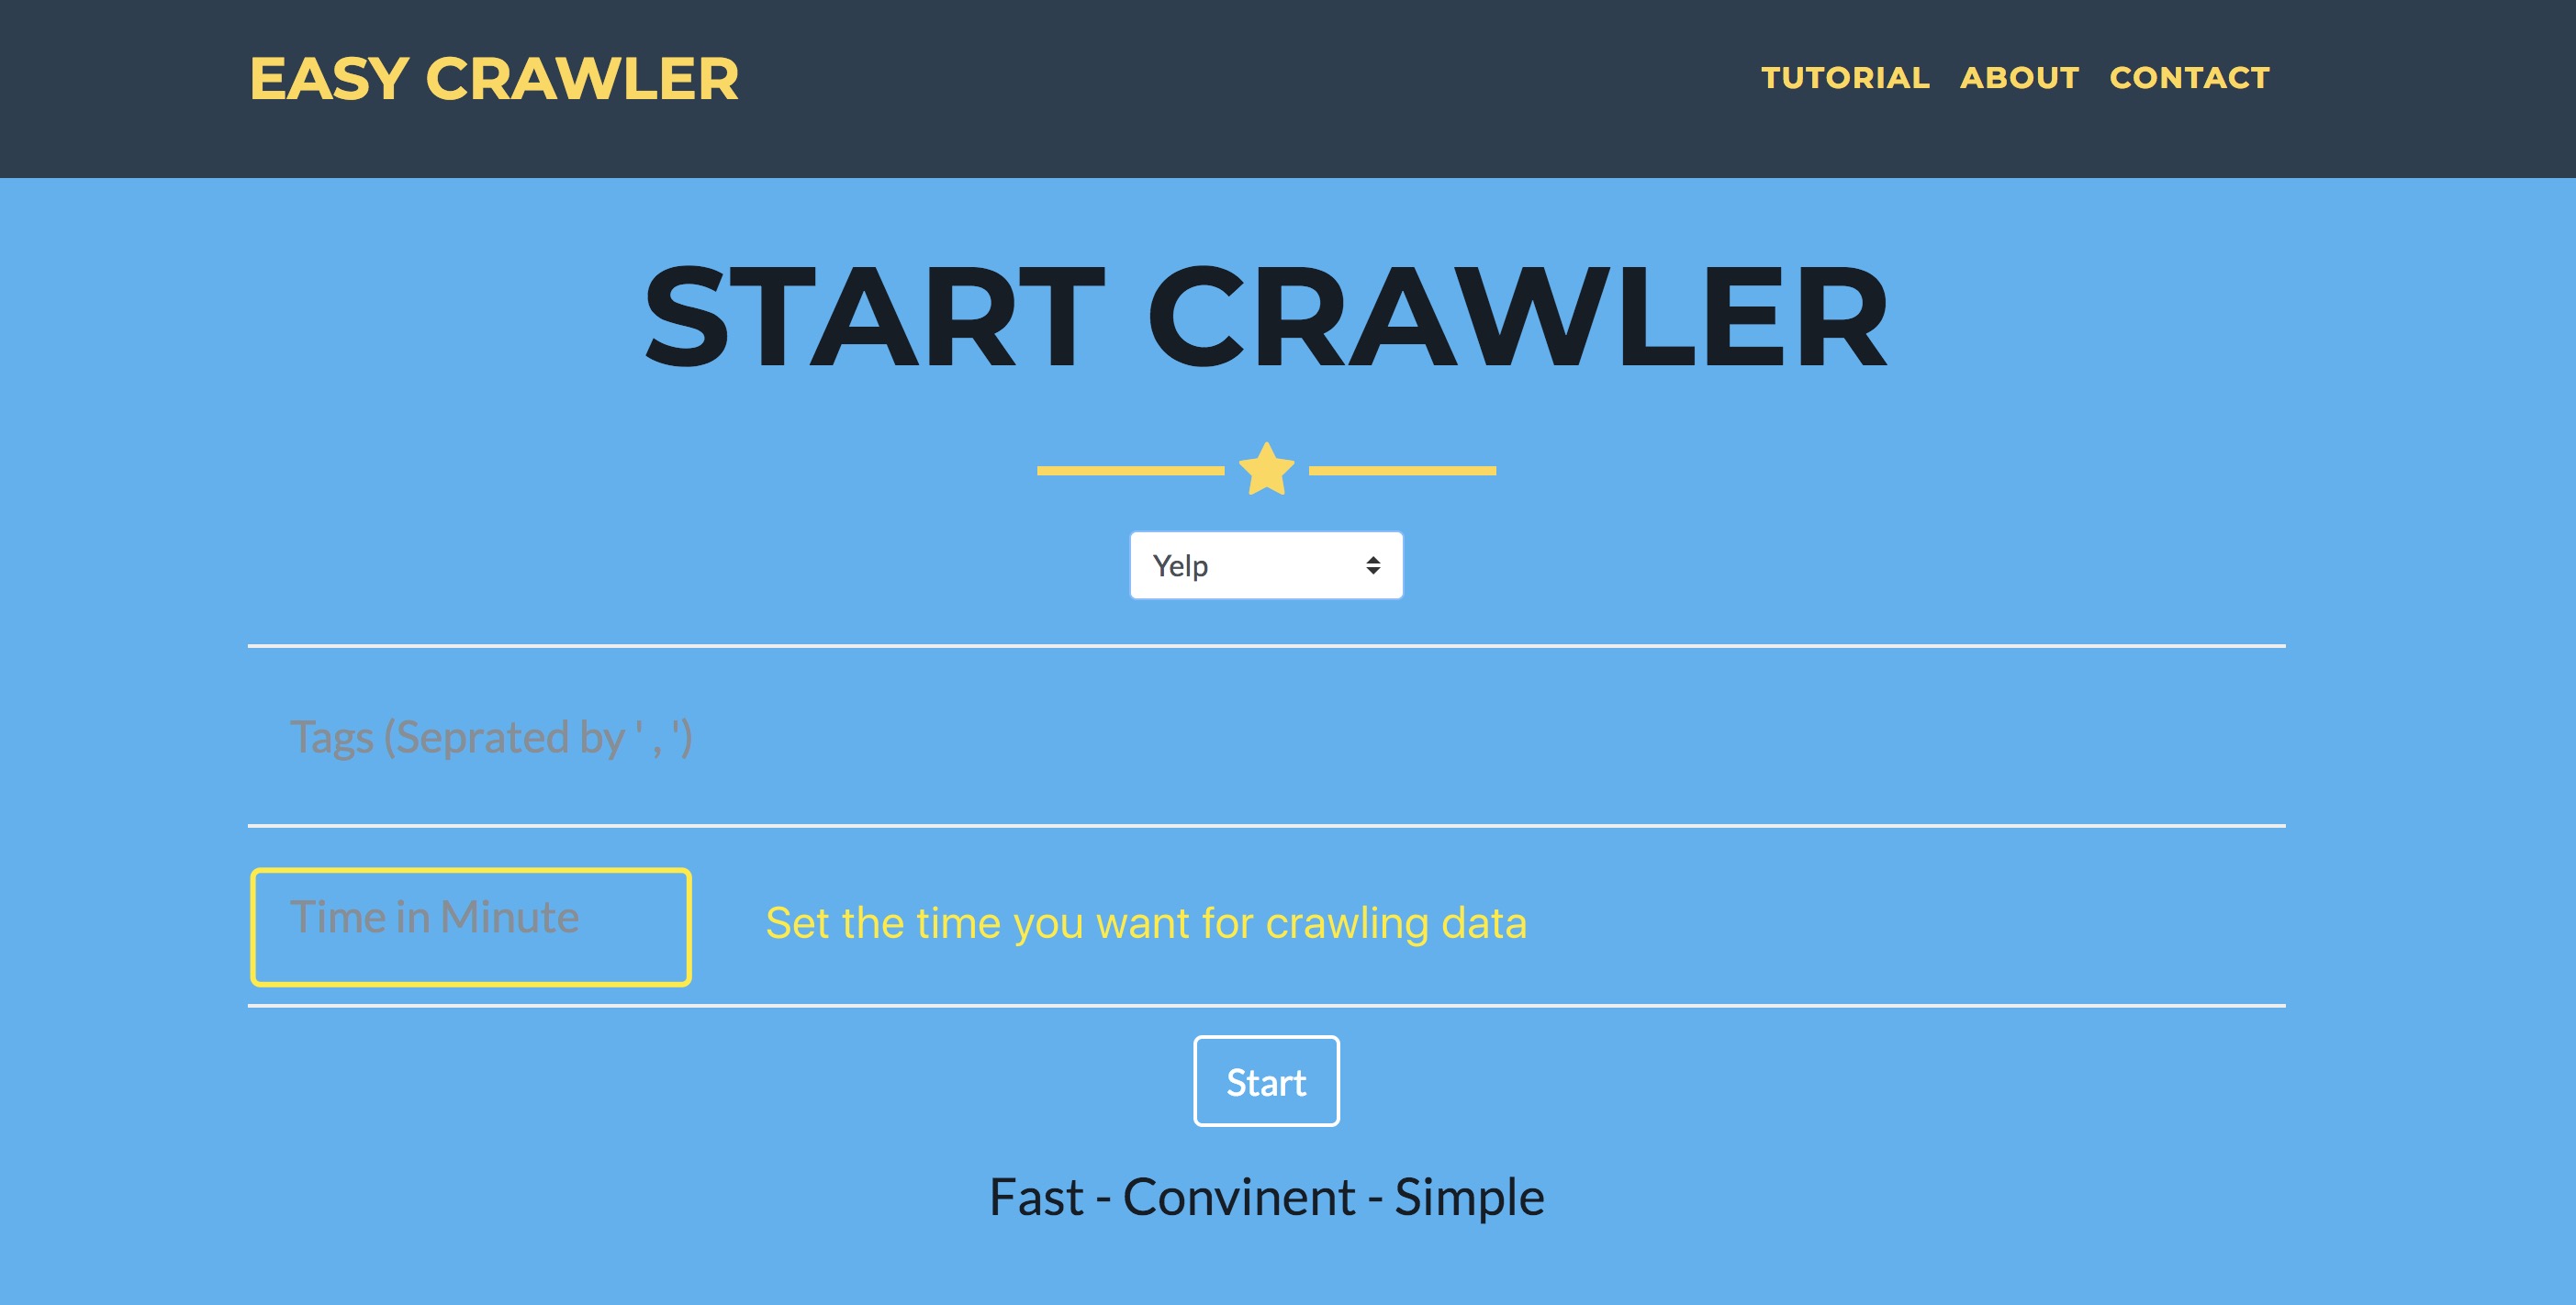 EASY CRAWLER
TUTORIAL ABOUT CONTACT
START CRAWLER
Yelp
Tags (Seprated by ' , ')
Time in Minute
Set the time you want for crawling data
Start
Fast - Convinent - Simple